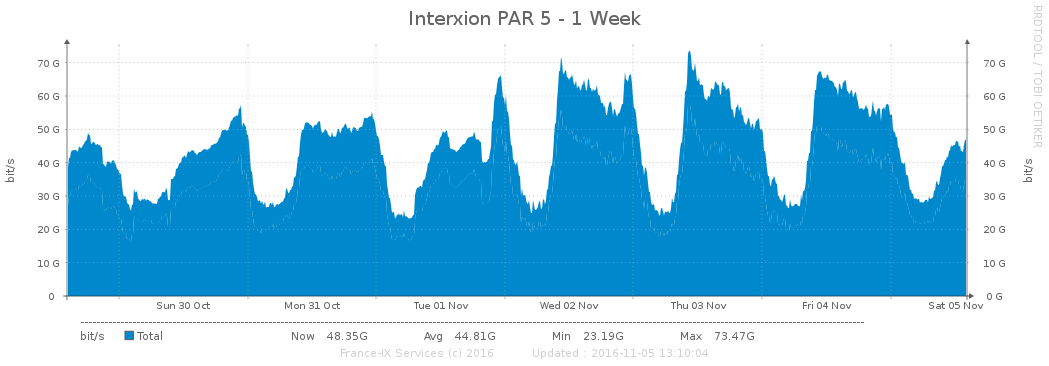 Interxion PAR 5 - 1 Week
RRDTOOL / TOBI OETIKER
bit/s
70 G 70 G
60 G 60 G
50 G 50 G
40 G 40 G
30 G 30 G
20 G 20 G
10 G 10 G
0 0 G
bit/s
Sun 30 Oct Mon 31 Oct Tue 01 Nov Wed 02 Nov Thu 03 Nov Fri 04 Nov Sat 05 Nov
bit/s Total Now 48.35G Avg 44.81G Min 23.19G Max 73.47G
France-IX Services (c) 2016 Updated : 2016-11-05 13:10:04